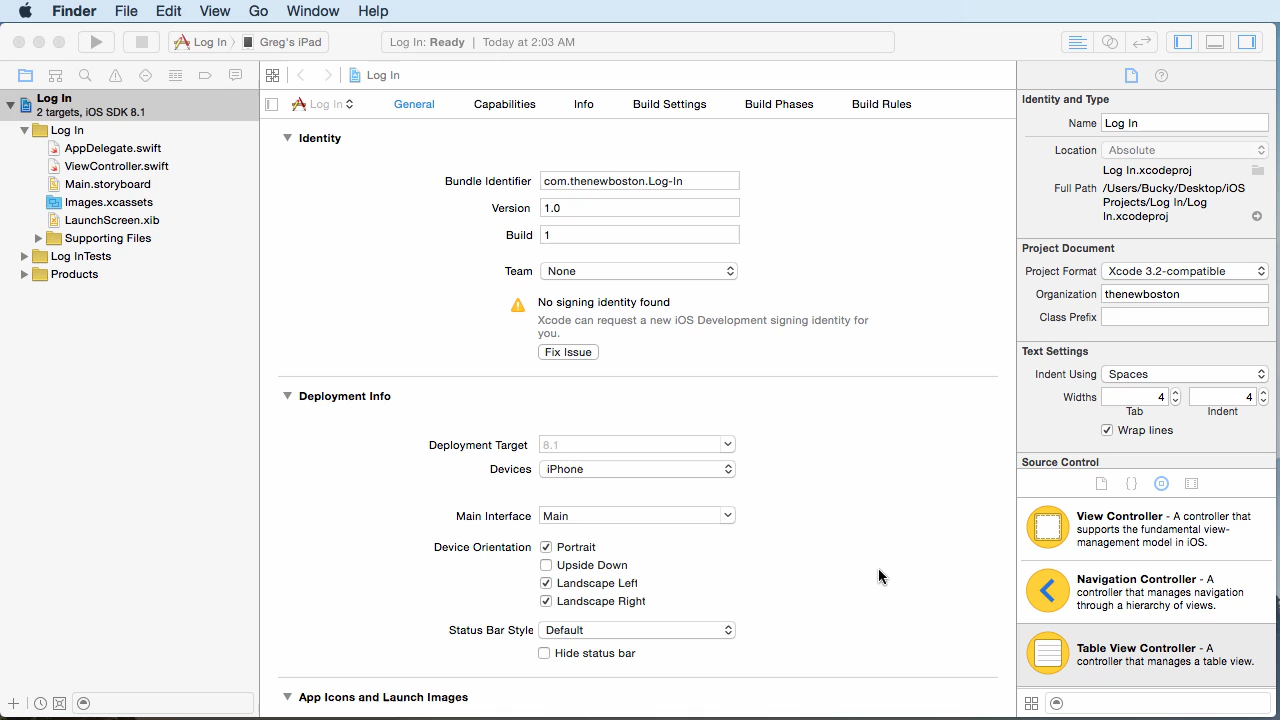 Finder File Edit View Go Window Help
Log In Greg's iPad
Log In: Ready | Today at 2:03 AM
Log In
Log In
2 targets, iOS SDK 8.1
Log In
AppDelegate.swift
ViewController.swift
Main.storyboard
Images.xcassets
LaunchScreen.xib
Supporting Files
Log InTests
Products
Log In General Capabilities Info Build Settings Build Phases Build Rules
Identity
Bundle Identifier com.thenewboston.Log-In
Version 1.0
Build 1
Team None
No signing identity found
Xcode can request a new iOS Development signing identity for
you.
Fix Issue
Deployment Info
Deployment Target 8.1
Devices iPhone
Main Interface Main
Device Orientation Portrait
Upside Down
Landscape Left
Landscape Right
Status Bar Style Default
Hide status bar
App Icons and Launch Images
Identity and Type
Name Log In
Location Absolute
Log In.xcodeproj
Full Path /Users/Bucky/Desktop/iOS
Projects/Log In/Log
In.xcodeproj
Project Document
Project Format Xcode 3.2-compatible
Organization thenewboston
Class Prefix
Text Settings
Indent Using Spaces
Widths 4 4
Tab Indent
Wrap lines
Source Control
View Controller - A controller that
supports the fundamental view-
management model in iOS.
Navigation Controller - A
controller that manages navigation
through a hierarchy of views.
Table View Controller - A
controller that manages a table view.